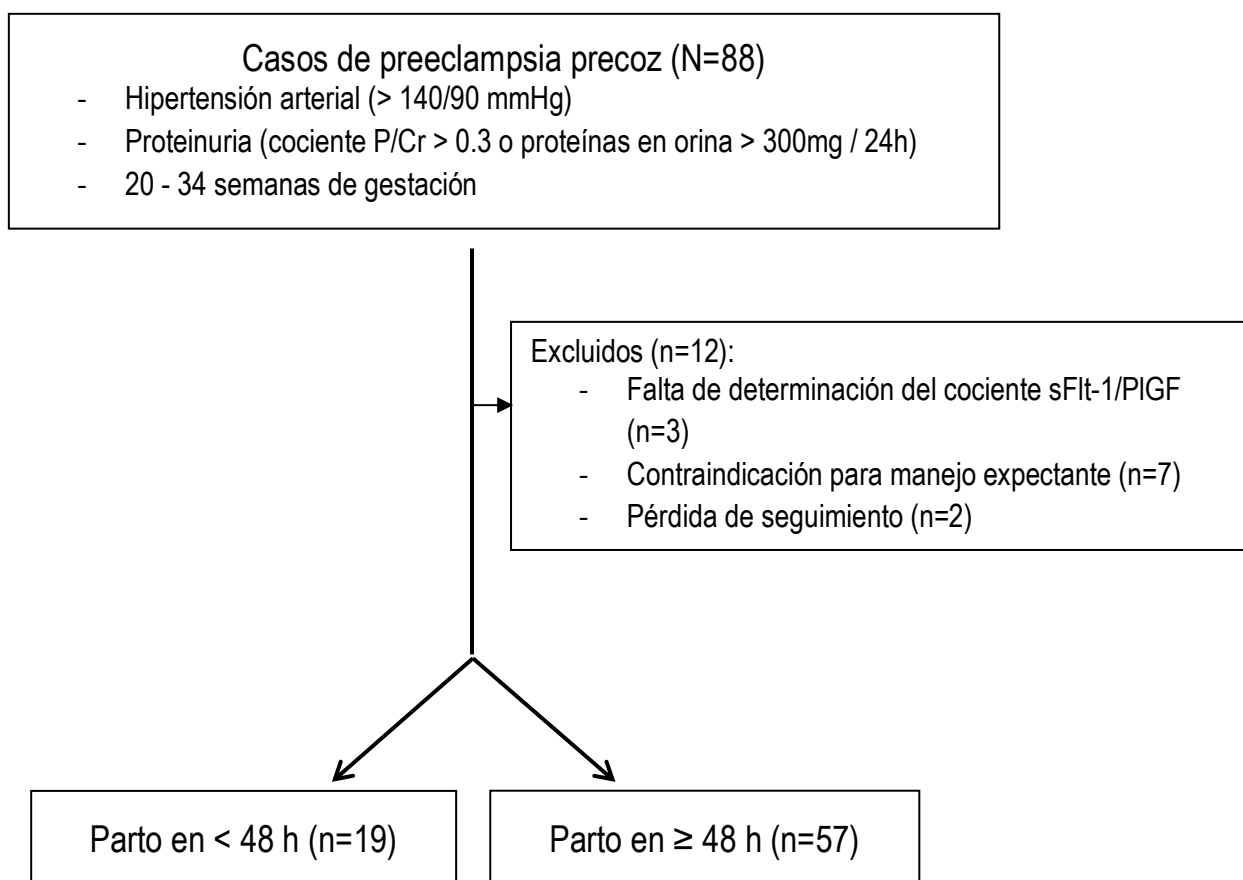 Casos de preeclampsia precoz (N=88)
- Hipertensión arterial (> 140/90 mmHg)
- Proteinuria (cociente P/Cr > 0.3 o proteínas en orina > 300mg / 24h)
- 20 - 34 semanas de gestación
Excluidos (n=12):
- Falta de determinación del cociente sFlt-1/PlGF
(n=3)
- Contraindicación para manejo expectante (n=7)
- Pérdida de seguimiento (n=2)
Parto en < 48 h (n=19)
Parto en ≥ 48 h (n=57)